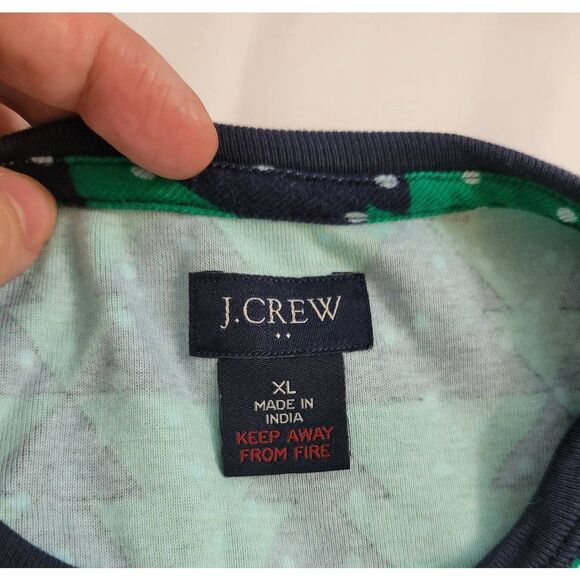 J.CREW
XL
MADE IN
INDIA
KEEP AWAY
FROM FIRE